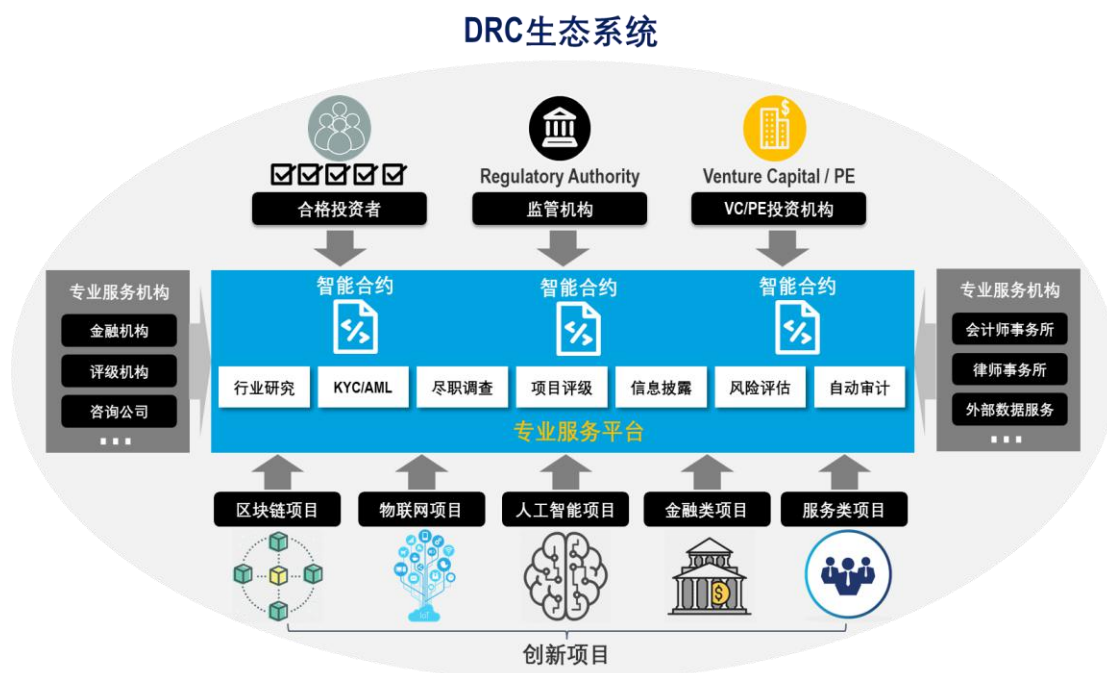 DRC生态系统
Regulatory Authority
Venture Capital / PE
合格投资者
监管机构
VC/PE投资机构
专业服务机构
金融机构
评级机构
咨询公司
智能合约
智能合约
智能合约
行业研究
KYC/AML
尽职调查
项目评级
信息披露
风险评估
自动审计
专业服务平台
专业服务机构
会计师事务所
律师事务所
外部数据服务
区块链项目
物联网项目
人工智能项目
金融类项目
服务类项目
IoT
创新项目